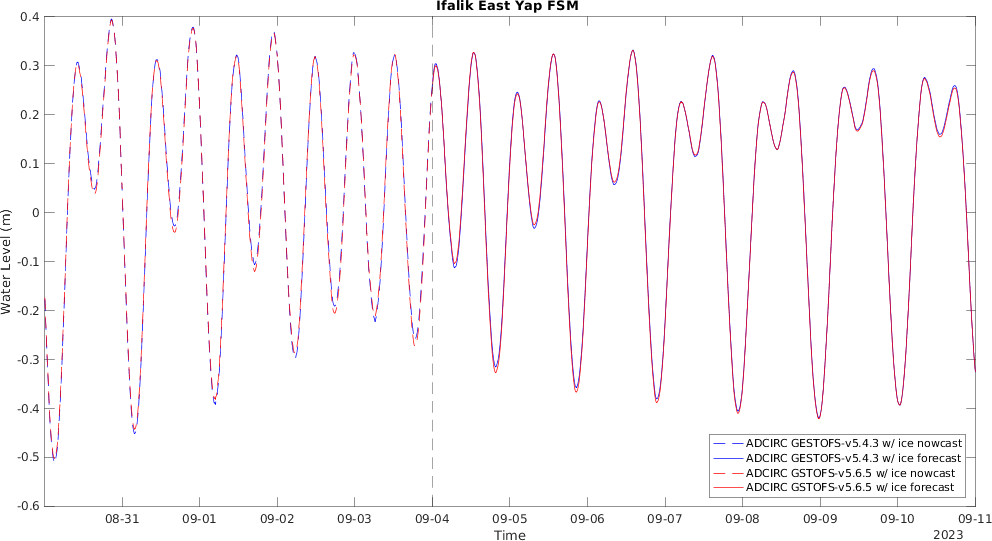 Ifalik East Yap FSM
0.4
0.3
0.2
0.1
0
-0.1
-0.2
-0.3
-0.4
-0.5
-0.6
Water Level (m)
ADCIRC GESTOFS-v5.4.3 w/ ice nowcast
ADCIRC GESTOFS-v5.4.3 w/ ice forecast
ADCIRC GSTOFS-v5.6.5 w/ ice nowcast
ADCIRC GSTOFS-v5.6.5 w/ ice forecast
08-31 09-01 09-02 09-03 09-04 09-05 09-06 09-07 09-08 09-09 09-10 09-11
Time
2023